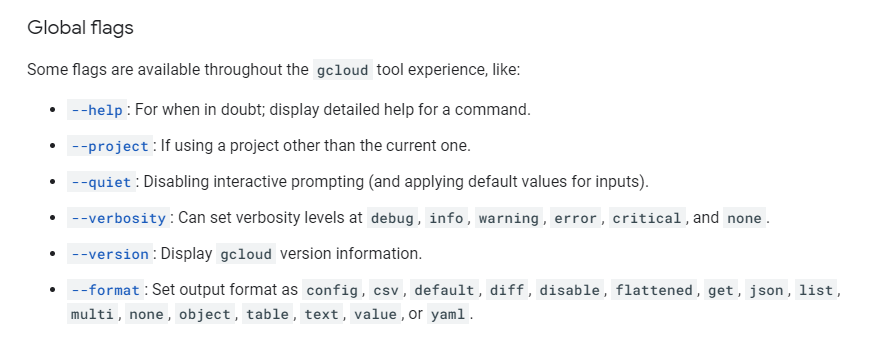 Global flags
Some flags are available throughout the gcloud tool experience, like:
--help: For when in doubt; display detailed help for a command.
--project: If using a project other than the current one.
--quiet: Disabling interactive prompting (and applying default values for inputs).
--verbosity: Can set verbosity levels at debug, info, warning, error, critical, and none.
--version: Display gcloud version information.
--format: Set output format as config, csv, default, diff, disable, flattened, get, json, list,
multi, none, object, table, text, value, or yaml.